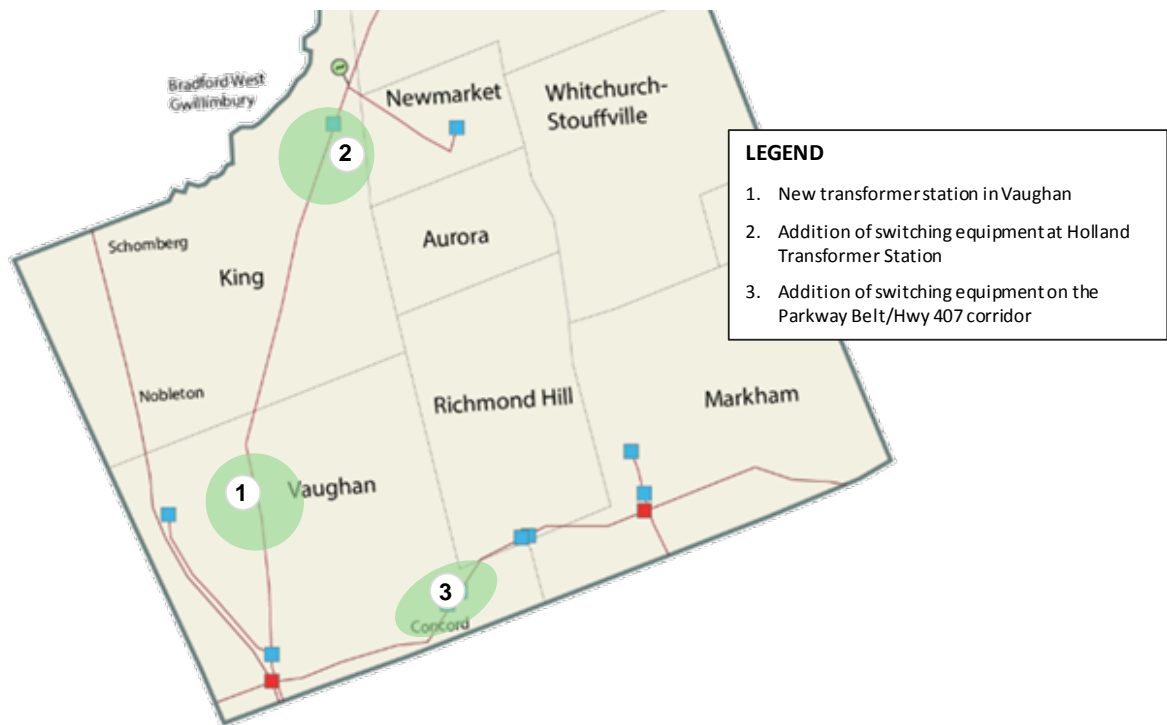 Bradford West
Gwillimbury
Newmarket
Whitchurch-
Stouffville
2
Schomberg
Aurora
King
LEGEND
1. New transformer station in Vaughan
2. Addition of switching equipment at Holland
Transformer Station
3. Addition of switching equipment on the
Parkway Belt/Hwy 407 corridor
Nobleton
Richmond Hill
Markham
1
Vaughan
3
Concord